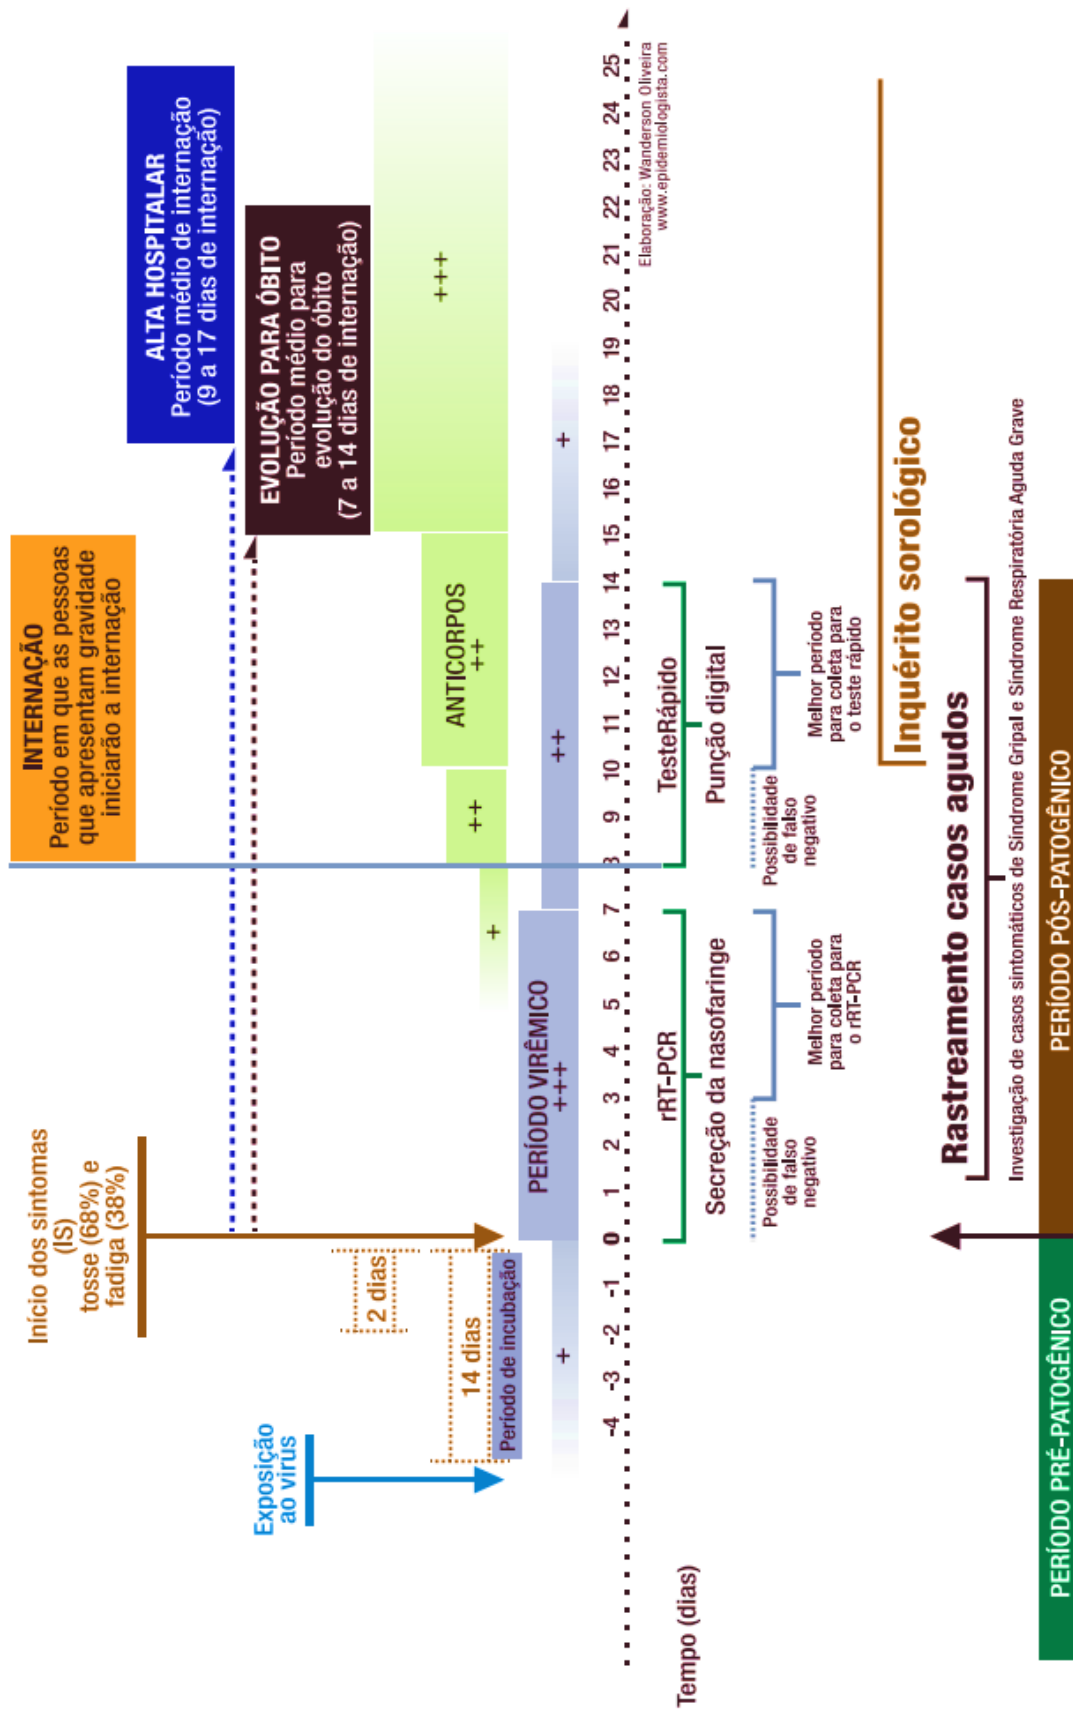 INTERNAÇÃO
Período em que as pessoas
que apresentam gravidade
iniciarão a internação
ALTA HOSPITALAR
Período médio de internação
(9 a 17 dias de internação)
Início dos sintomas
(IS)
tosse (68%) e
fadiga (38%)
EVOLUÇÃO PARA ÓBITO
Período médio para
evolução do óbito
(7 a 14 dias de internação)
Exposição
ao vírus
2 dias
14 dias
Período de incubação
+++
ANTICORPOS
++
++
+
PERÍODO VIRÊMICO
+++
++
+
+
-4 -3 -2 -1 0 1 2 3 4 5 6 7 8 9 10 11 12 13 14 15 16 17 18 19 20 21 22 23 24 25
Elaboração: Wanderson Oliveira
www.epidemiologista.com
Tempo (dias)
rRT-PCR
Secreção da nasofaringe
TesteRápido
Punção digital
Possibilidade
de falso
negativo
Melhor período
para coleta para
o rRT-PCR
Possibilidade
de falso
negativo
Melhor período
para coleta para
o teste rápido
Inquérito sorológico
Rastreamento casos agudos
Investigação de casos sintomáticos de Síndrome Gripal e Síndrome Respiratória Aguda Grave
PERÍODO PRÉ-PATOGÊNICO
PERÍODO PÓS-PATOGÊNICO